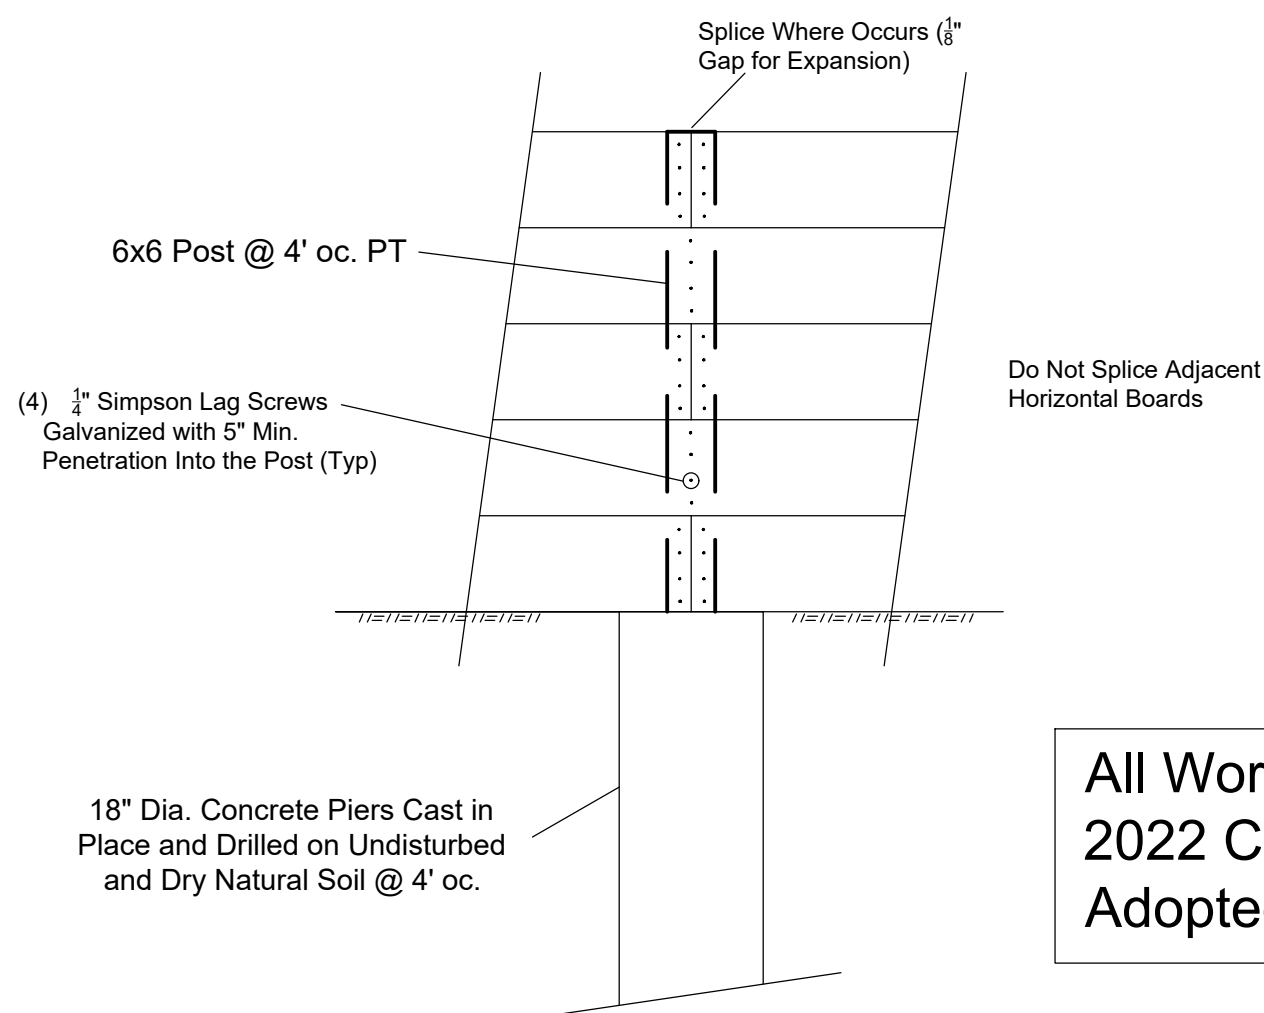 Splice Where Occurs (1/8"
Gap for Expansion)
6x6 Post @ 4' oc. PT
Do Not Splice Adjacent
Horizontal Boards
(4) 1/4" Simpson Lag Screws
Galvanized with 5" Min.
Penetration Into the Post (Typ)
18" Dia. Concrete Piers Cast in
Place and Drilled on Undisturbed
and Dry Natural Soil @ 4' oc.
All
2022